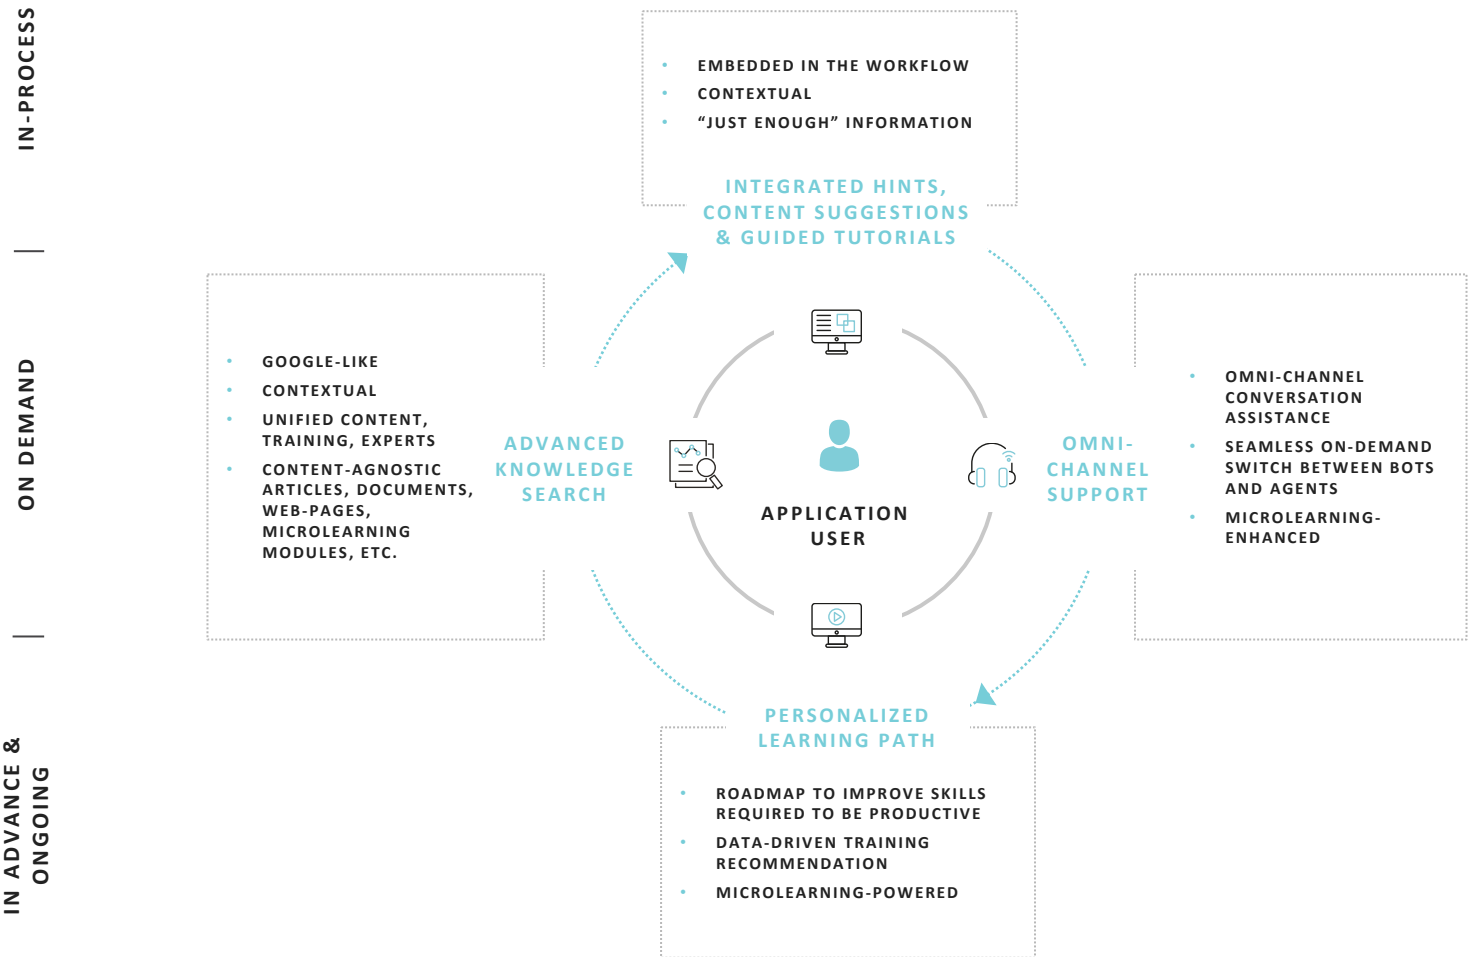 IN-PROCESS
• EMBEDDED IN THE WORKFLOW
• CONTEXTUAL
• “JUST ENOUGH” INFORMATION
INTEGRATED HINTS,
CONTENT SUGGESTIONS
& GUIDED TUTORIALS
ON DEMAND
• GOOGLE-LIKE
• CONTEXTUAL
• UNIFIED CONTENT,
TRAINING, EXPERTS
• CONTENT-AGNOSTIC
ARTICLES, DOCUMENTS,
WEB-PAGES,
MICROLEARNING
MODULES, ETC.
ADVANCED
KNOWLEDGE
SEARCH
APPLICATION
USER
OMNI-
CHANNEL
SUPPORT
• OMNI-CHANNEL
CONVERSATION
ASSISTANCE
• SEAMLESS ON-DEMAND
SWITCH BETWEEN BOTS
AND AGENTS
• MICROLEARNING-
ENHANCED
IN ADVANCE &
ONGOING
PERSONALIZED
LEARNING PATH
• ROADMAP TO IMPROVE SKILLS
REQUIRED TO BE PRODUCTIVE
• DATA-DRIVEN TRAINING
RECOMMENDATION
• MICROLEARNING-POWERED